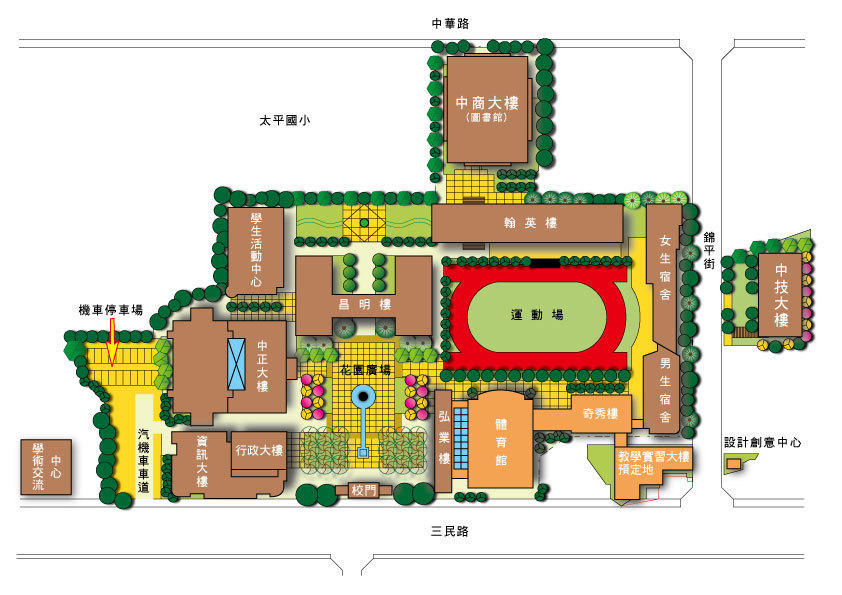 中華路
太平國小
中商大樓
(圖書館)
學生活動中心
翰英樓
女生宿舍
錦平街
中技大樓
機車停車場
昌明樓
運動場
中正大樓
花園廣場
男生宿舍
弘業樓
體育館
奇秀樓
汽機車車道
資訊大樓
行政大樓
設計創意中心
學術交流
中心
教學實習大樓
預定地
校門
三民路